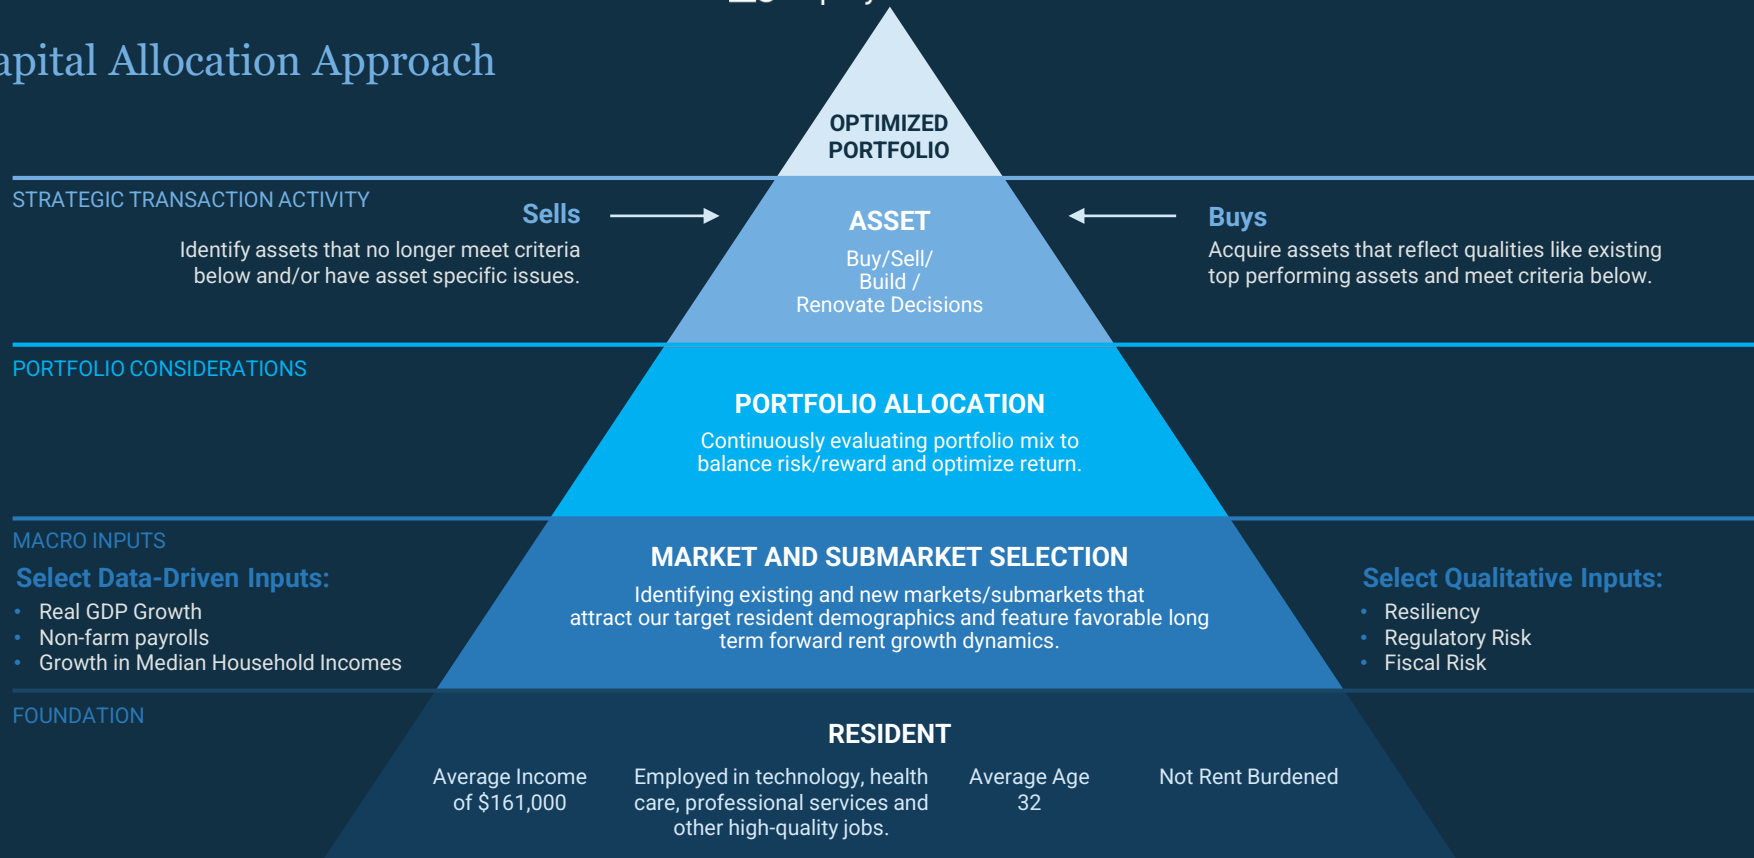 apital Allocation Approach
OPTIMIZED
PORTFOLIO
STRATEGIC TRANSACTION ACTIVITY
Sells
Identify assets that no longer meet criteria
below and/or have asset specific issues.
ASSET
Buy/Sell/
Build /
Renovate Decisions
Buys
Acquire assets that reflect qualities like existing
top performing assets and meet criteria below.
PORTFOLIO CONSIDERATIONS
PORTFOLIO ALLOCATION
Continuously evaluating portfolio mix to
balance risk/reward and optimize return.
MACRO INPUTS
Select Data-Driven Inputs:
• Real GDP Growth
• Non-farm payrolls
• Growth in Median Household Incomes
MARKET AND SUBMARKET SELECTION
Identifying existing and new markets/submarkets that
attract our target resident demographics and feature favorable long
term forward rent growth dynamics.
Select Qualitative Inputs:
• Resiliency
• Regulatory Risk
• Fiscal Risk
FOUNDATION
RESIDENT
Average Income
of $161,000
Employed in technology, health
care, professional services and
other high-quality jobs.
Average Age
32
Not Rent Burdened